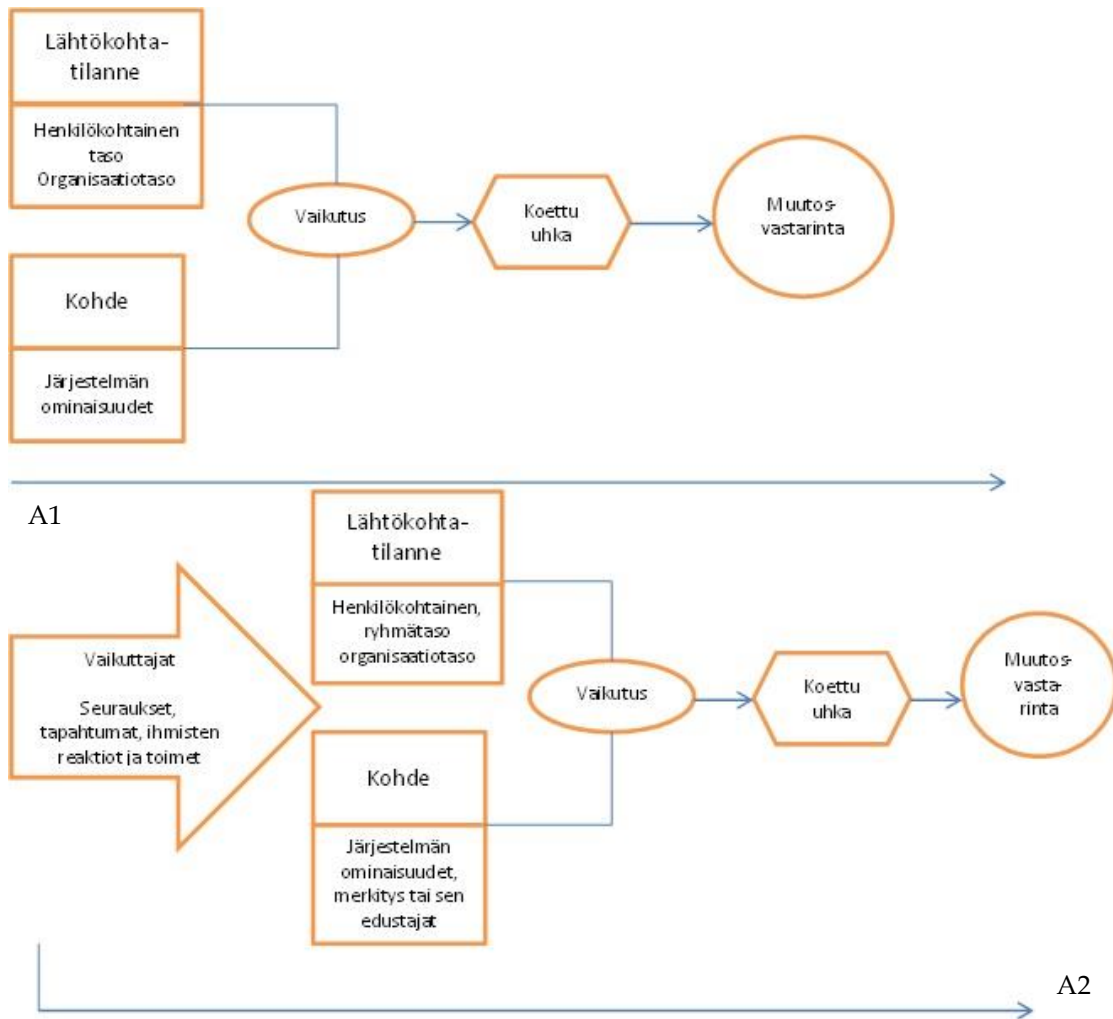 Lähtökohta-
tilanne
Henkilökohtainen
taso
Organisaatiotaso
Vaikutus
Koettu
uhka
Muutos-
vastarinta
Kohde
Järjestelmän
ominaisuudet
A1
Lähtökohta-
tilanne
Henkilökohtainen,
ryhmätaso
organisaatiotaso
Vaikuttajat
Seuraukset,
tapahtumat, ihmisten
reaktiot ja toimet
Vaikutus
Koettu
uhka
Muutos-
vasta-
rinta
Kohde
Järjestelmän
ominaisuudet,
merkitys tai sen
edustajat
A2